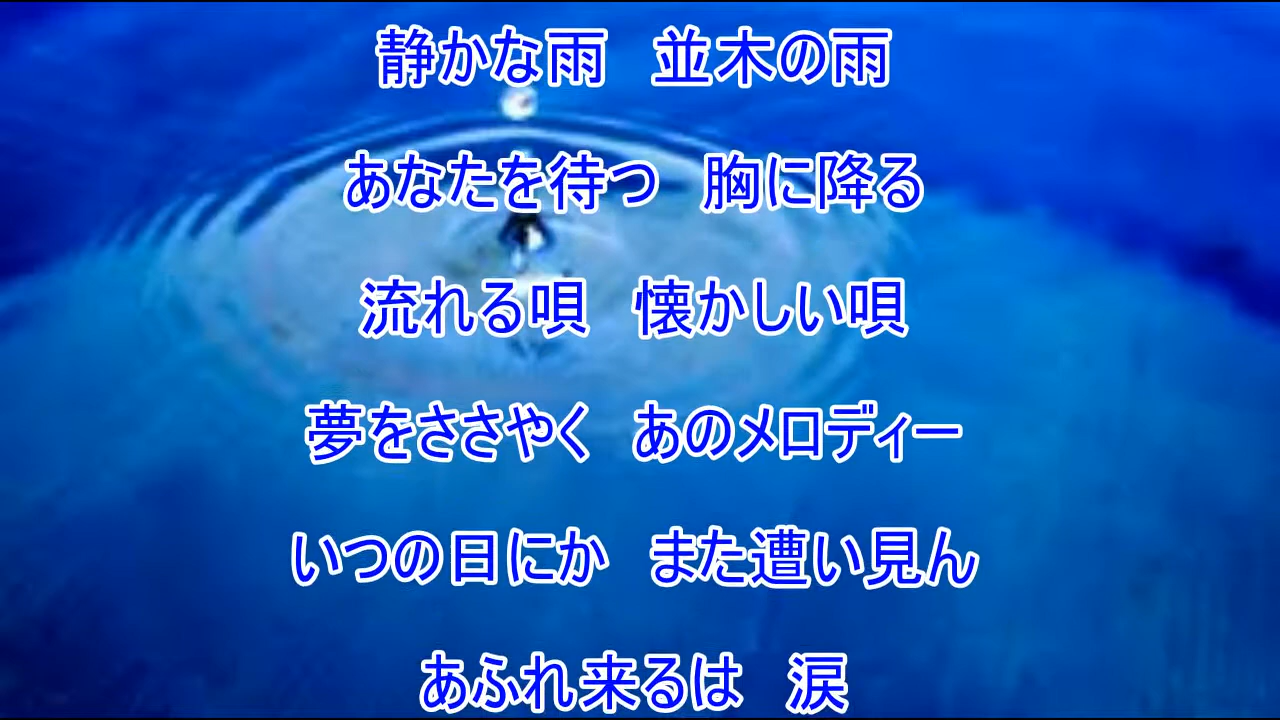 静かな雨　並木の雨
あなたを待つ　胸に降る
流れる唄　懐かしい唄
夢をささやく　あのメロディー
いつの日にか　また遭い見ん
あふれ来るは　涙